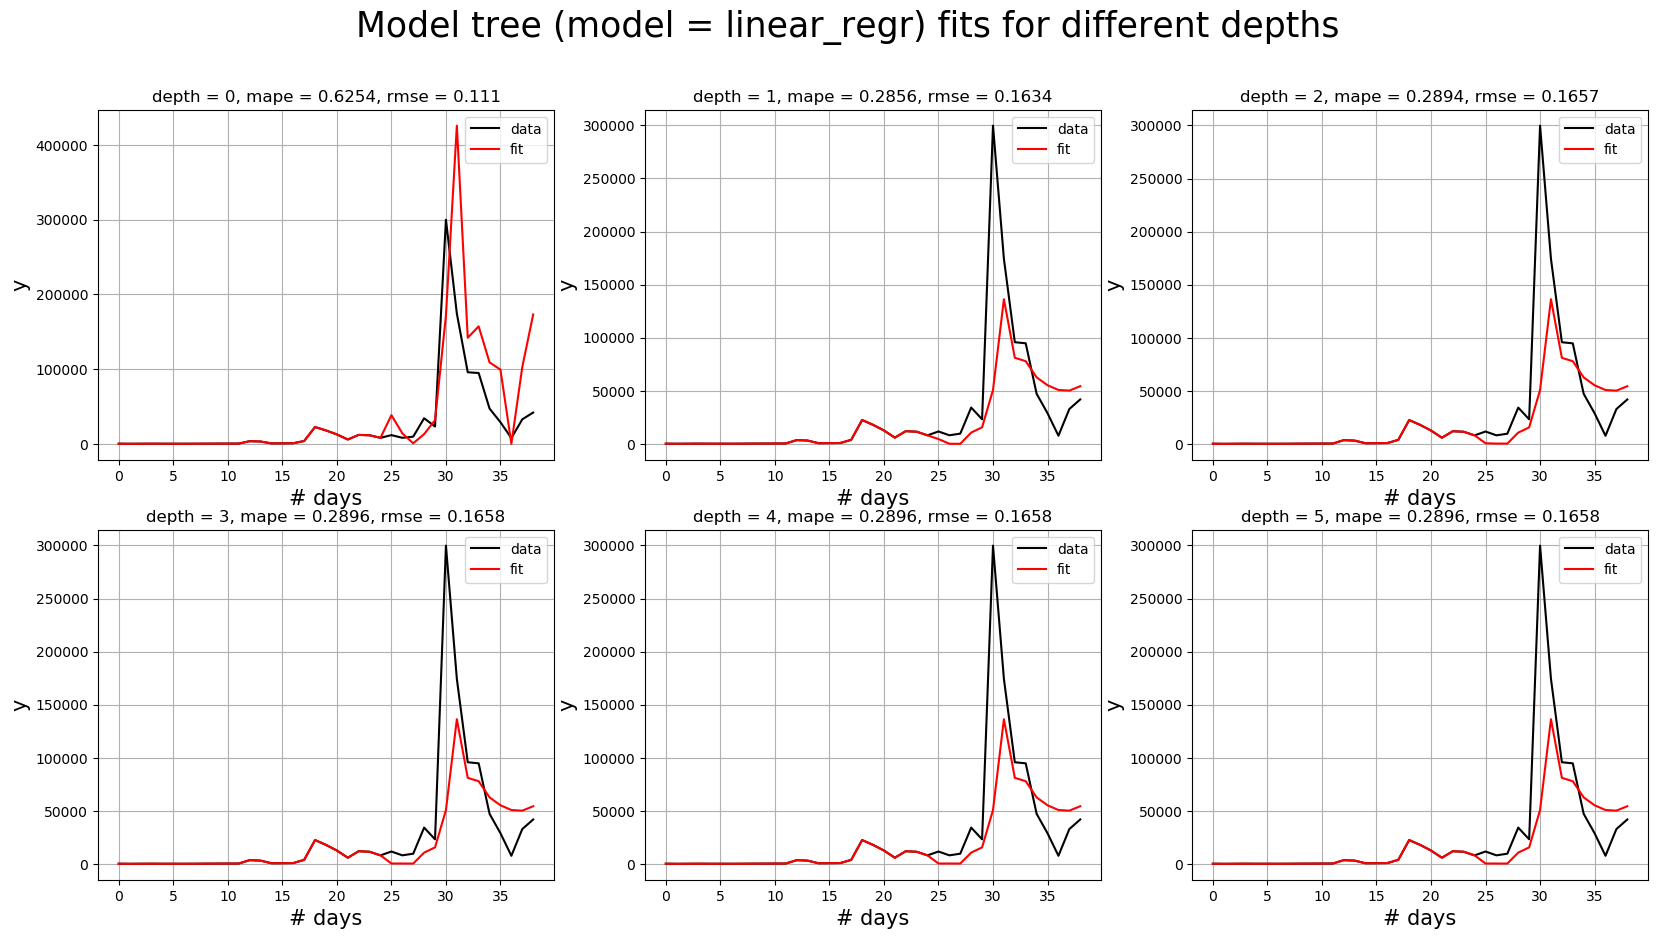 Model tree (model = linear_regr) fits for different depths
depth = 0, mape = 0.6254, rmse = 0.111
data
fit
400000
300000
200000
100000
0
y
0 5 10 15 20 25 30 35
# days
depth = 1, mape = 0.2856, rmse = 0.1634
data
fit
300000
250000
200000
150000
100000
50000
0
y
0 5 10 15 20 25 30 35
# days
depth = 2, mape = 0.2894, rmse = 0.1657
data
fit
300000
250000
200000
150000
100000
50000
0
y
0 5 10 15 20 25 30 35
# days
depth = 3, mape = 0.2896, rmse = 0.1658
data
fit
300000
250000
200000
150000
100000
50000
0
y
0 5 10 15 20 25 30 35
# days
depth = 4, mape = 0.2896, rmse = 0.1658
data
fit
300000
250000
200000
150000
100000
50000
0
y
0 5 10 15 20 25 30 35
# days
depth = 5, mape = 0.2896, rmse = 0.1658
data
fit
300000
250000
200000
150000
100000
50000
0
y
0 5 10 15 20 25 30 35
# days